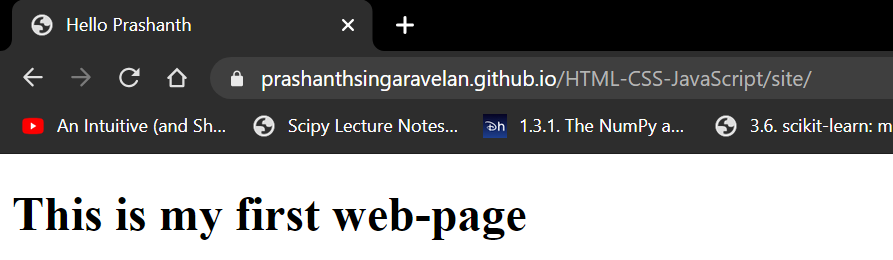 Hello Prashanth
prashanthsingaravelan.github.io/HTML-CSS-JavaScript/site/
An Intuitive (and Sh... Scipy Lecture Notes... Dh 1.3.1. The NumPy a... 3.6. scikit-learn: m
This is my first web-page